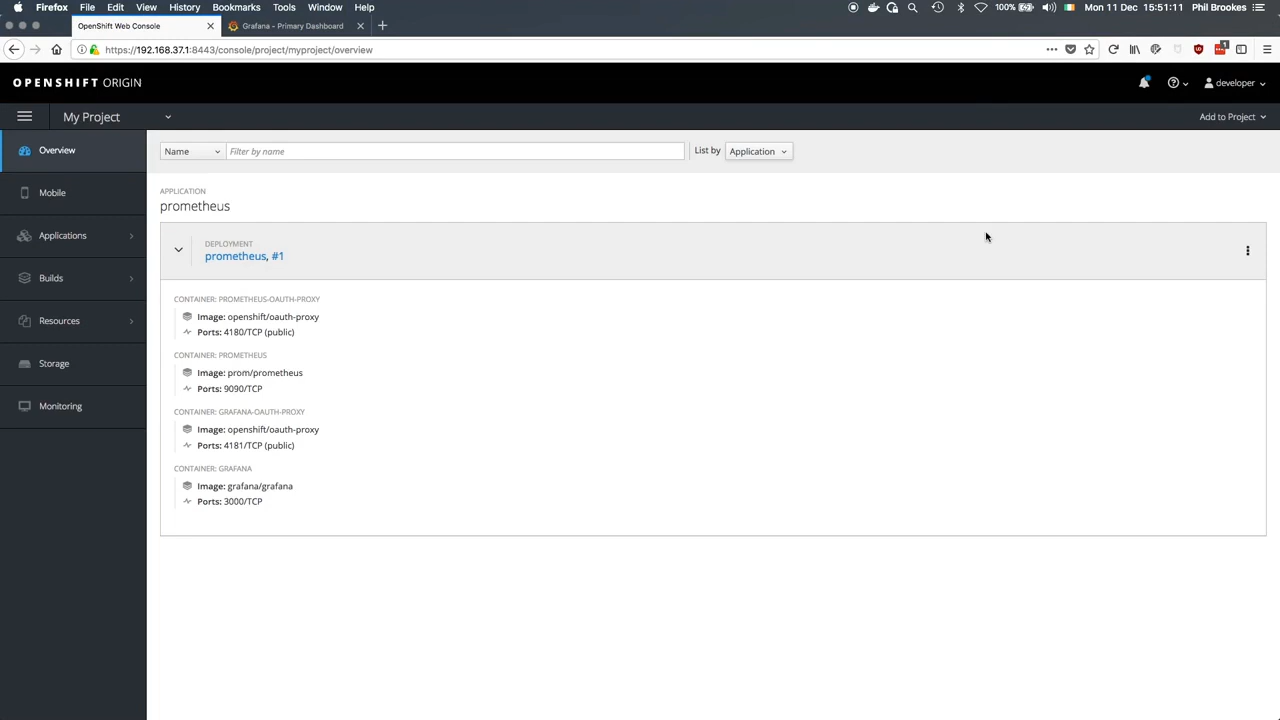 Firefox File Edit View History Bookmarks Tools Window Help 100% Mon 11 Dec 15:51:11 Phil Brookes
OpenShift Web Console Grafana - Primary Dashboard
https://192.168.37.1:8443/console/project/myproject/overview
OPENSHIFT ORIGIN
developer
My Project
Add to Project
Overview
Mobile
Applications
Builds
Resources
Storage
Monitoring
Name Filter by name List by Application
APPLICATION
prometheus
DEPLOYMENT
prometheus, #1
CONTAINER: PROMETHEUS-OAUTH-PROXY
Image: openshift/oauth-proxy
Ports: 4180/TCP (public)
CONTAINER: PROMETHEUS
Image: prom/prometheus
Ports: 9090/TCP
CONTAINER: GRAFANA-OAUTH-PROXY
Image: openshift/oauth-proxy
Ports: 4181/TCP (public)
CONTAINER: GRAFANA
Image: grafana/grafana
Ports: 3000/TCP